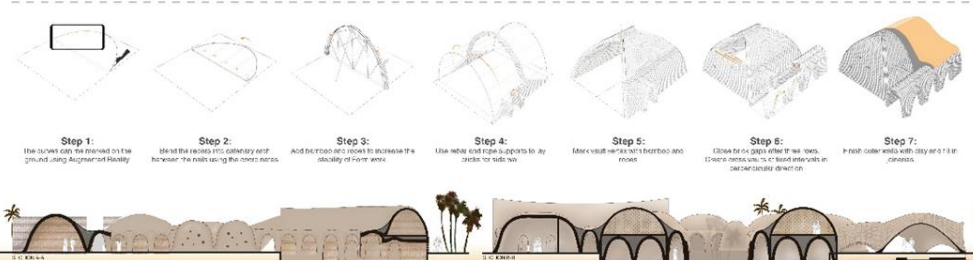 Step 1:
The curves can be marked on the
ground using Augmented Reality
Step 2:
Bend the rebars into catenary arch
between the nails using the coordinates
Step 3:
Add bamboo and ropes to increase the
stability of Form work
Step 4:
Use rebar and rope supports to lay
bricks for side wall
Step 5:
Mark vault vertex with bamboo and
ropes
Step 6:
Close brick gaps after three rows.
Create cross vaults at fixed intervals in
perpendicular direction
Step 7:
Finish outer walls with clay and fill in